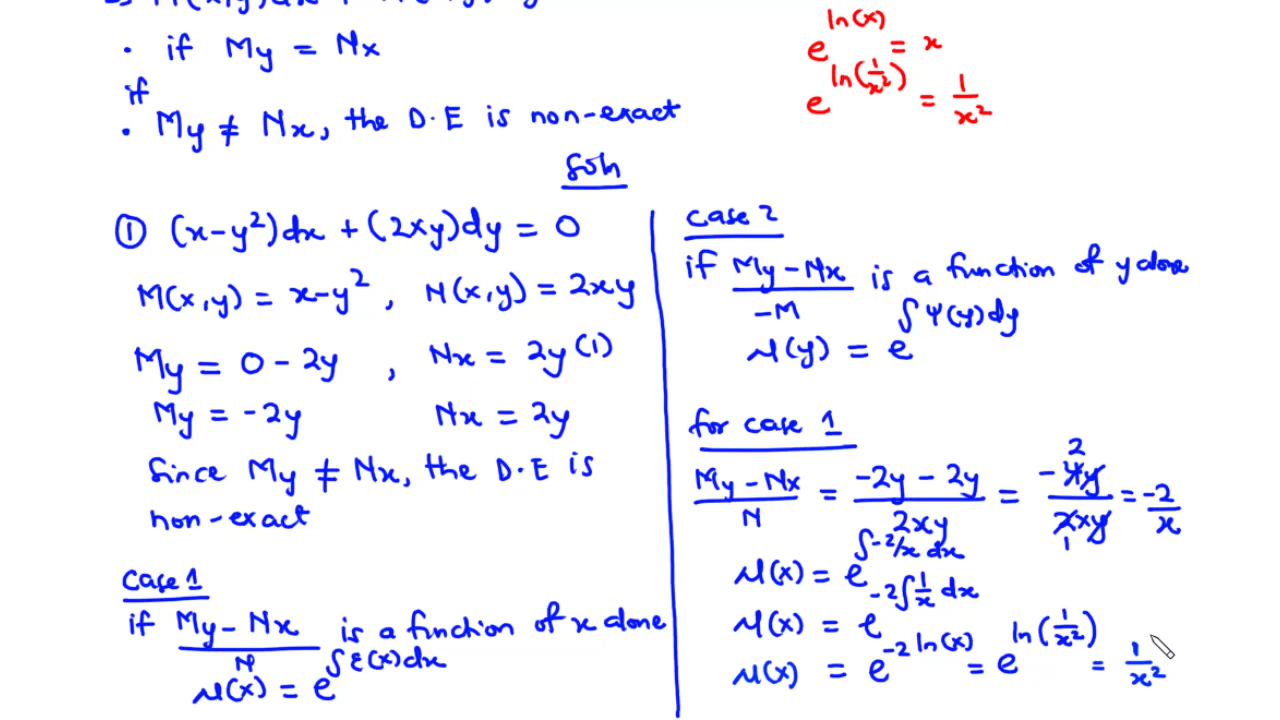 • if My = Nx
if
• My ≠ Nx, the D.E is non-exact
e^ln(x) = x
e^ln(1/x²) = 1/x²
Soln
① (x-y²)dx + (2xy)dy = 0
M(x,y) = x-y², N(x,y) = 2xy
My = 0 - 2y, Nx = 2y(1)
My = -2y Nx = 2y
Since My ≠ Nx, the D.E is
non-exact
Case 1
if (My - Nx)/N is a function of x alone
μ(x) = e^∫ξ(x)dx
Case 2
if (My - Nx)/-M is a function of y alone
μ(y) = e^∫Ψ(y)dy
for case 1
(My - Nx)/N = (-2y - 2y)/2xy = -4y/2xy = -2/x
2
1
μ(x) = e^∫-2/x dx
μ(x) = e^-2∫1/x dx
μ(x) = e^-2 ln(x) = e^ln(1/x²) = 1/x²